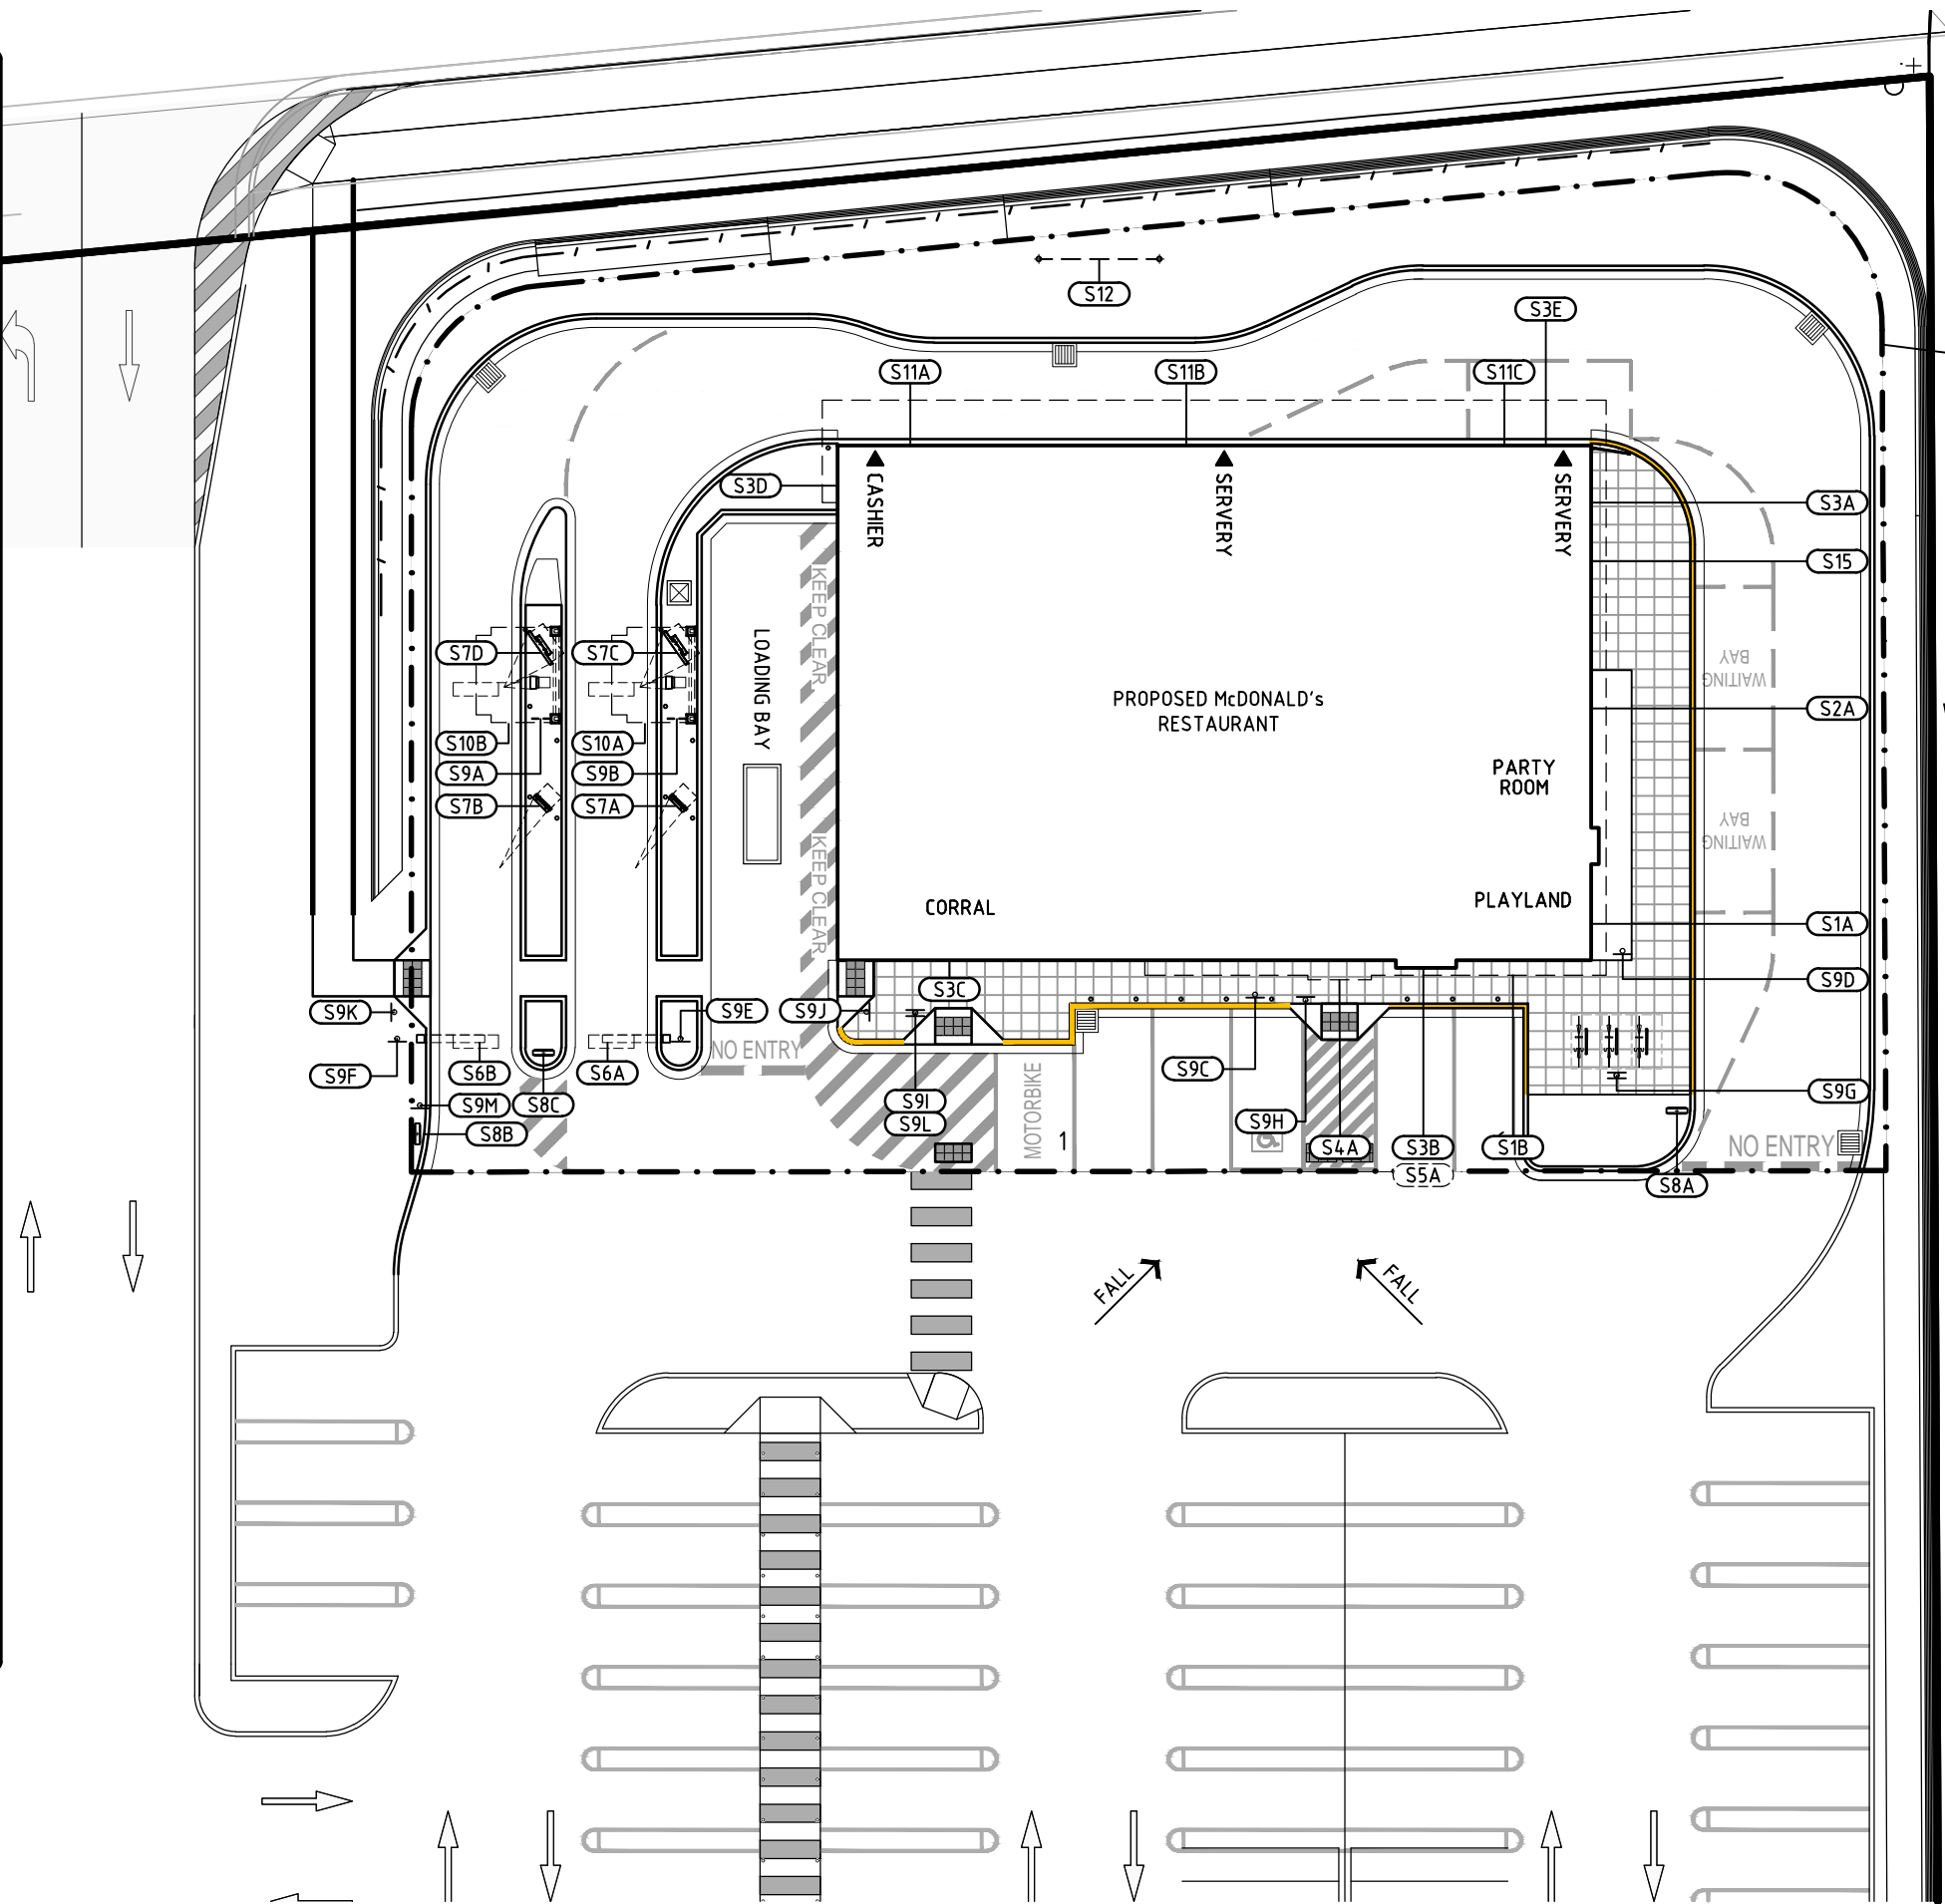 S12
S3E
S11A
S11B
S11C
S3D
CASHIER
SERVERY
SERVERY
S3A
S15
KEEP CLEAR
LOADING BAY
S7D
S7C
WAITING
BAY
PROPOSED McDONALD's
RESTAURANT
S2A
S10B
S10A
S9A
S9B
S7B
S7A
PARTY
ROOM
WAITING
BAY
KEEP CLEAR
CORRAL
PLAYLAND
S1A
S9D
S3C
S9K
S9E
S9J
NO ENTRY
S9F
S6B
S6A
S9C
S9G
S9M
S8C
S9I
S9L
MOTORBIKE
1
S9H
S8B
S4A
S3B
S1B
NO ENTRY
S5A
S8A
FALL
FALL